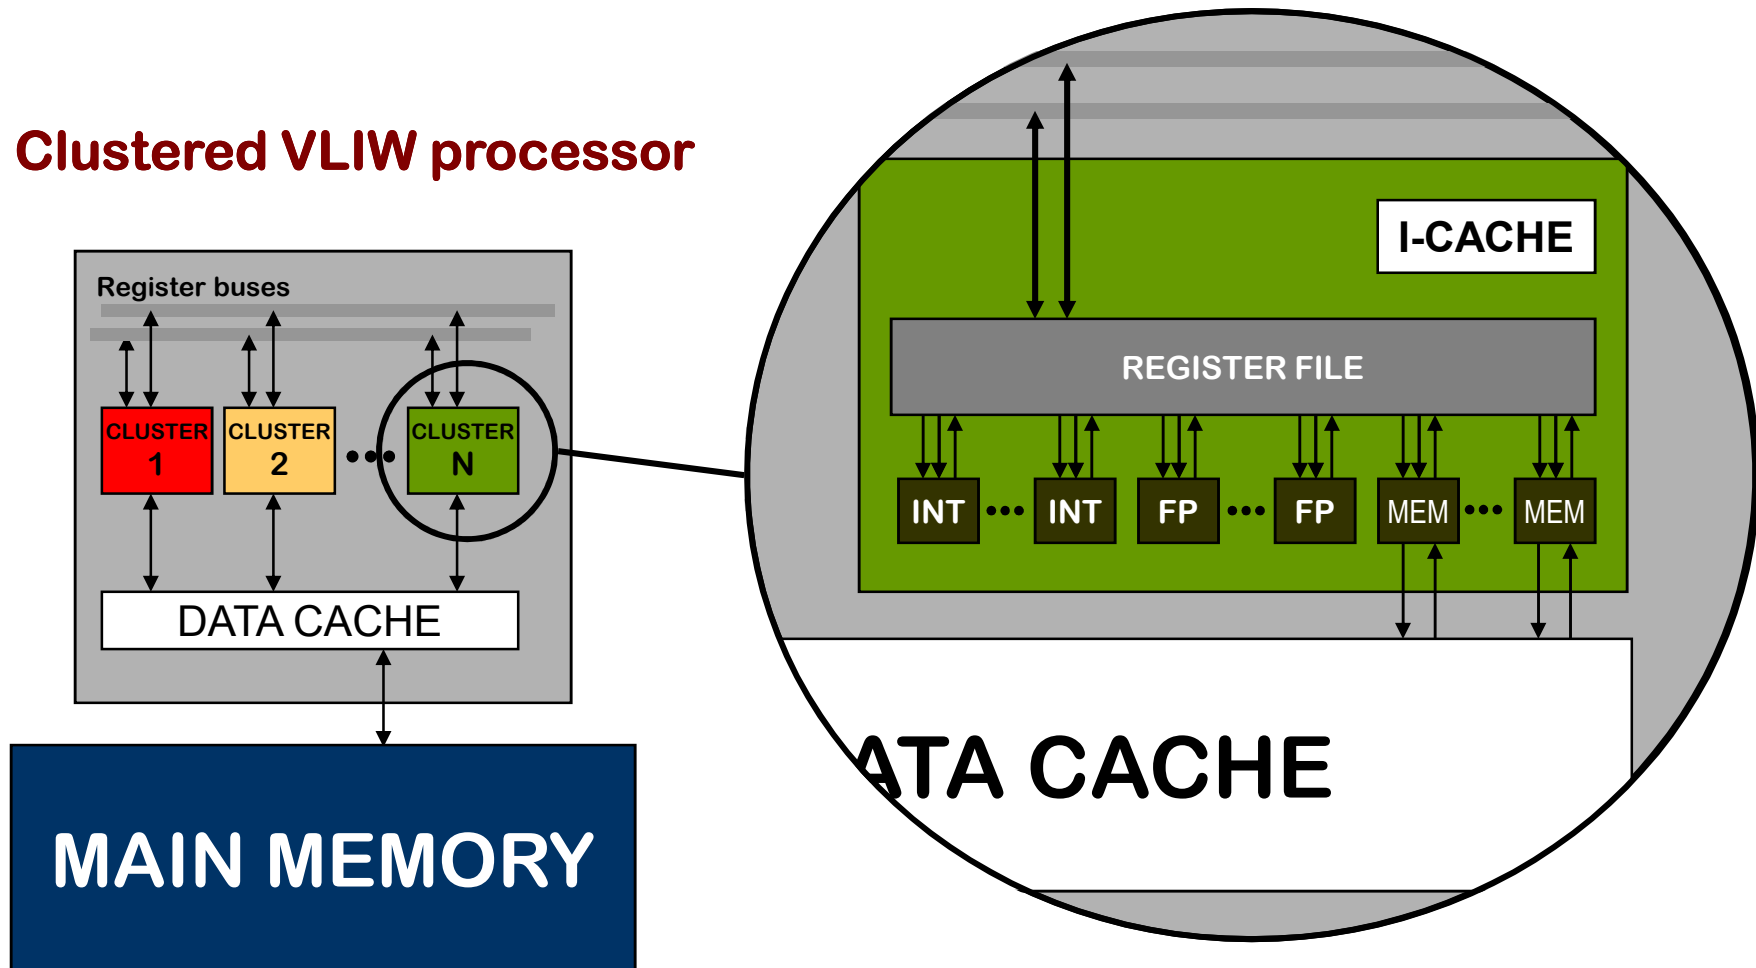 Clustered VLIW processor
Register buses
CLUSTER
1
CLUSTER
2
•••
CLUSTER
N
DATA CACHE
MAIN MEMORY
I-CACHE
REGISTER FILE
INT ••• INT FP ••• FP MEM ••• MEM
ATA CACHE